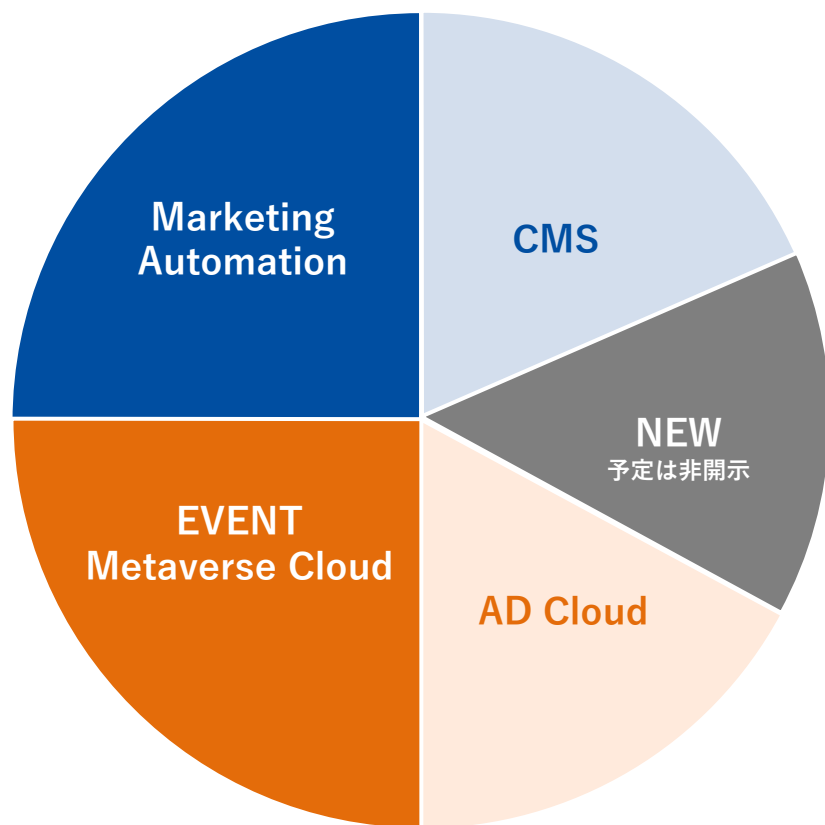 Marketing
Automation
CMS
NEW
予定は非開示
EVENT
Metaverse Cloud
AD Cloud